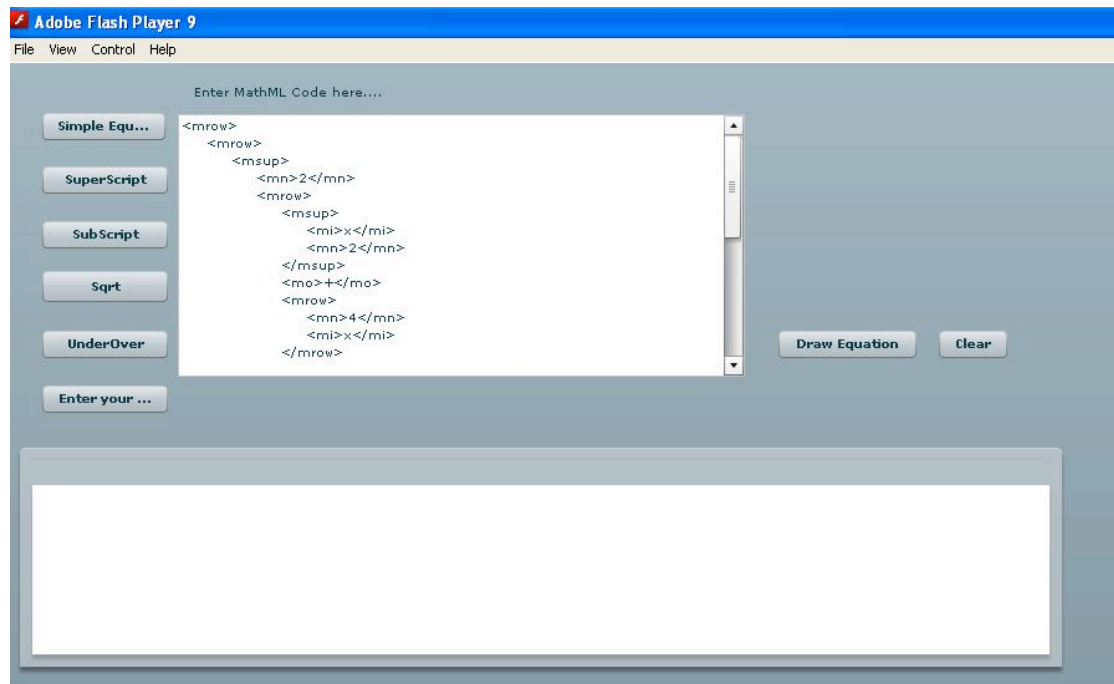 Adobe Flash Player 9
File View Control Help
Enter MathML Code here....
Simple Equ...
SuperScript
SubScript
Sqrt
UnderOver
Enter your ...
<mrow>
<mrow>
<msup>
<mn>2</mn>
<mrow>
<msup>
<mi>x</mi>
<mn>2</mn>
</msup>
<mo>+</mo>
<mrow>
<mn>4</mn>
<mi>x</mi>
</mrow>
Draw Equation Clear